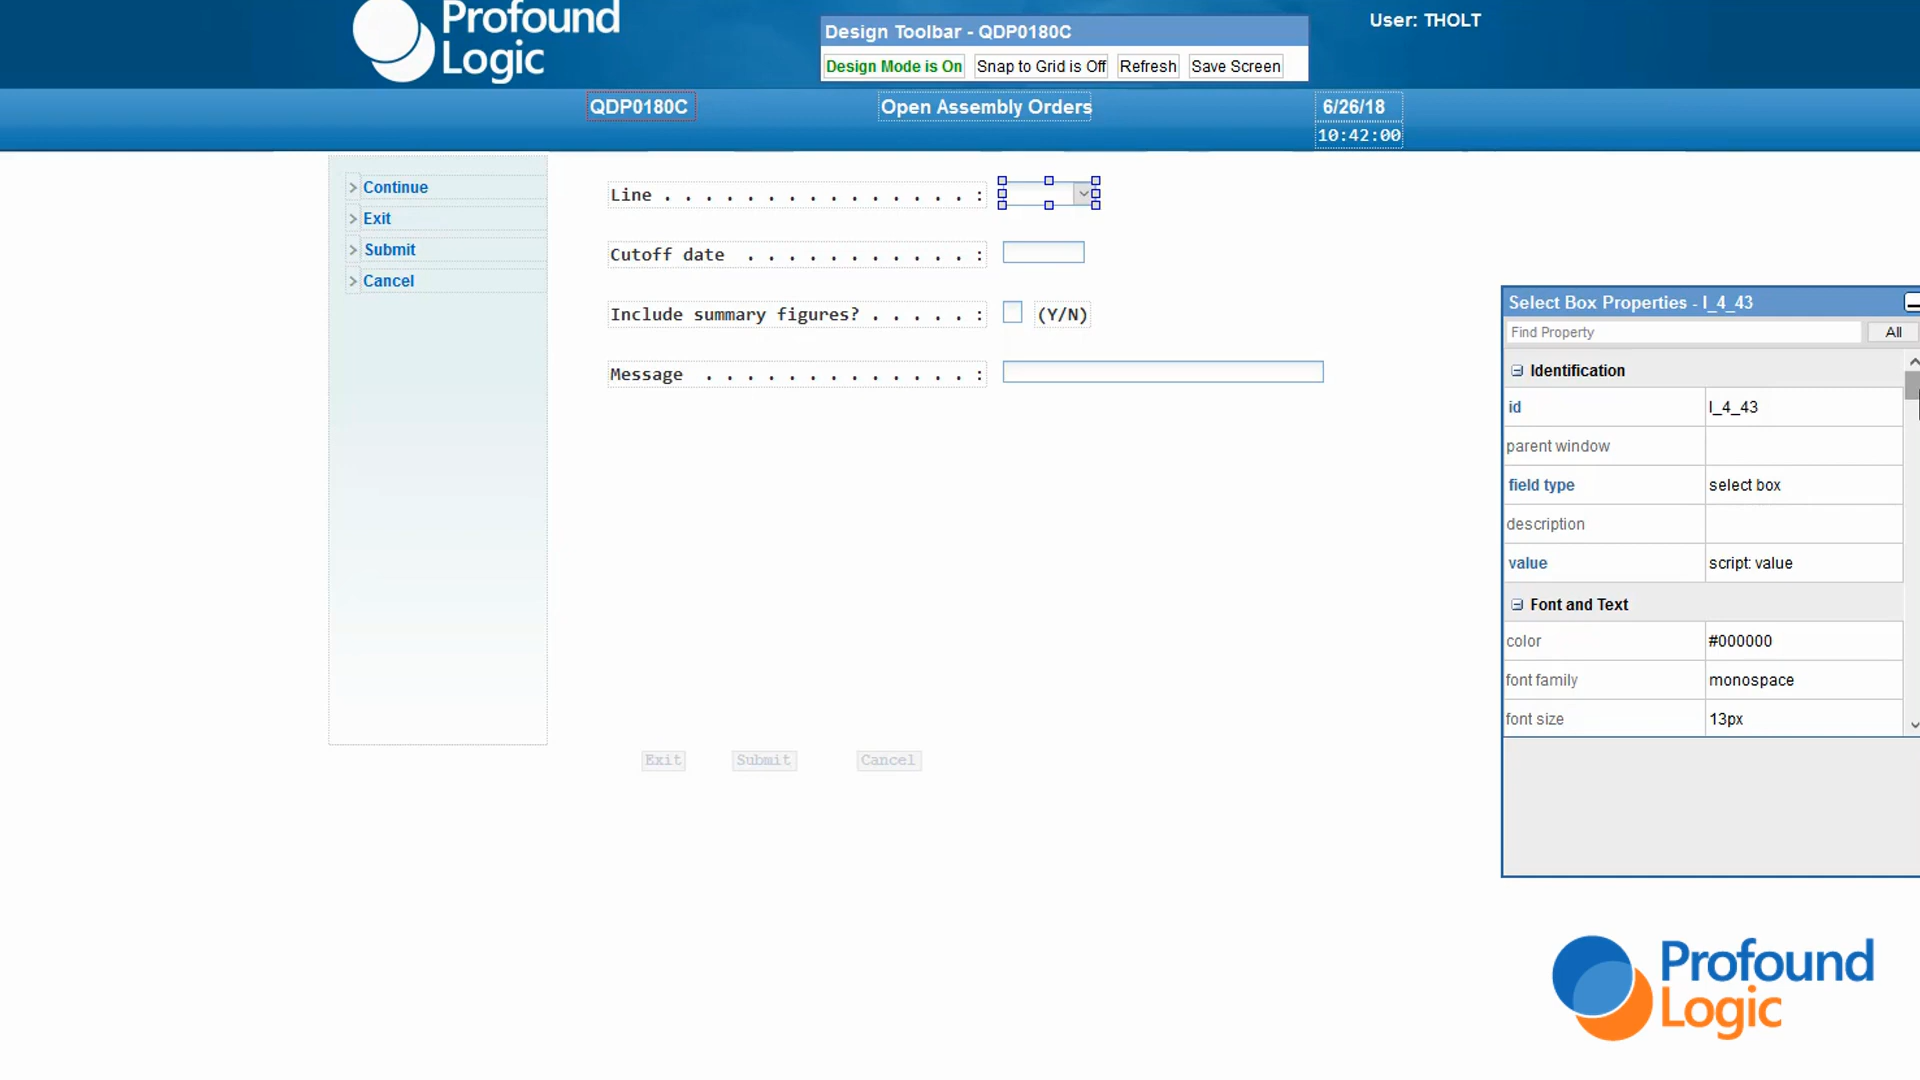 Profound
Logic
Design Toolbar - QDP0180C
Design Mode is On Snap to Grid is Off Refresh Save Screen
User: THOLT
QDP0180C Open Assembly Orders 6/26/18
10:42:00
> Continue
> Exit
> Submit
> Cancel
Line . . . . . . . . . . . . . . . :
Cutoff date . . . . . . . . . . . :
Include summary figures? . . . . . : (Y/N)
Message . . . . . . . . . . . . . :
Exit Submit Cancel
Select Box Properties - I_4_43
Find Property All
Identification
id I_4_43
parent window
field type select box
description
value script: value
Font and Text
color #000000
font family monospace
font size 13px
Profound
Logic